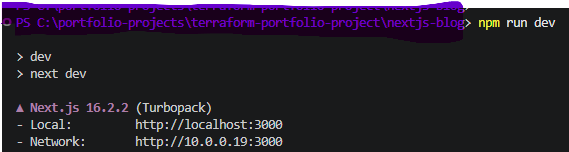 PS C:\portfolio-projects\terraform-portfolio-project\nextjs-blog> npm run dev
> dev
> next dev
▲ Next.js 16.2.2 (Turbopack)
- Local: http://localhost:3000
- Network: http://10.0.0.19:3000